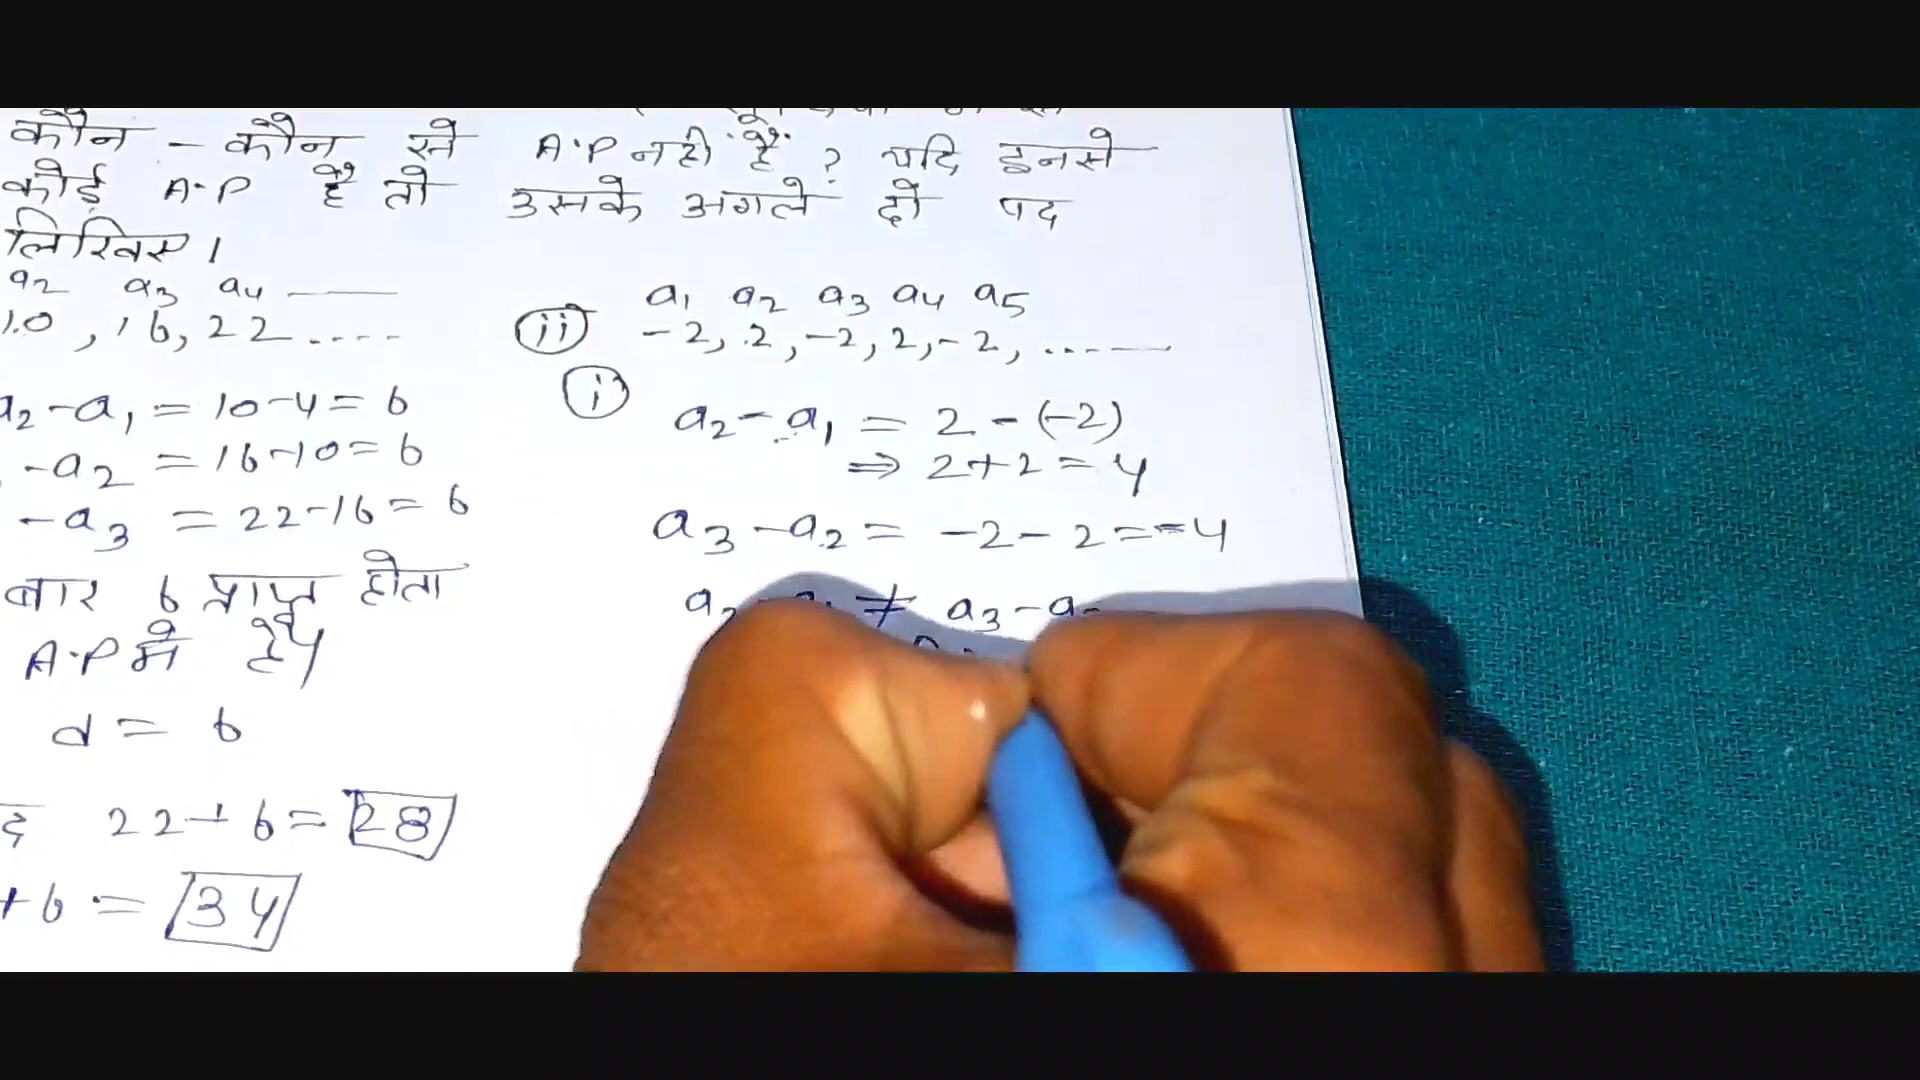 कौन - कौन से A.P नही है ? यदि इनसे
कोई A.P है तो उसके अगले दो पद
लिखिए ।
a2 a3 a4
10 , 16, 22 ....
a2 - a1 = 10-4 = 6
-a2 = 16-10 = 6
-a3 = 22-16 = 6
बार 6 प्राप्त होता
A.P में है
d = 6
22+6 = 28
+6 = 34
ii a1 a2 a3 a4 a5
-2, 2, -2, 2, -2, ....
i
a2 - a1 = 2 - (-2)
⇒ 2+2 = 4
a3 - a2 = -2 - 2 = -4
≠ a3 - a